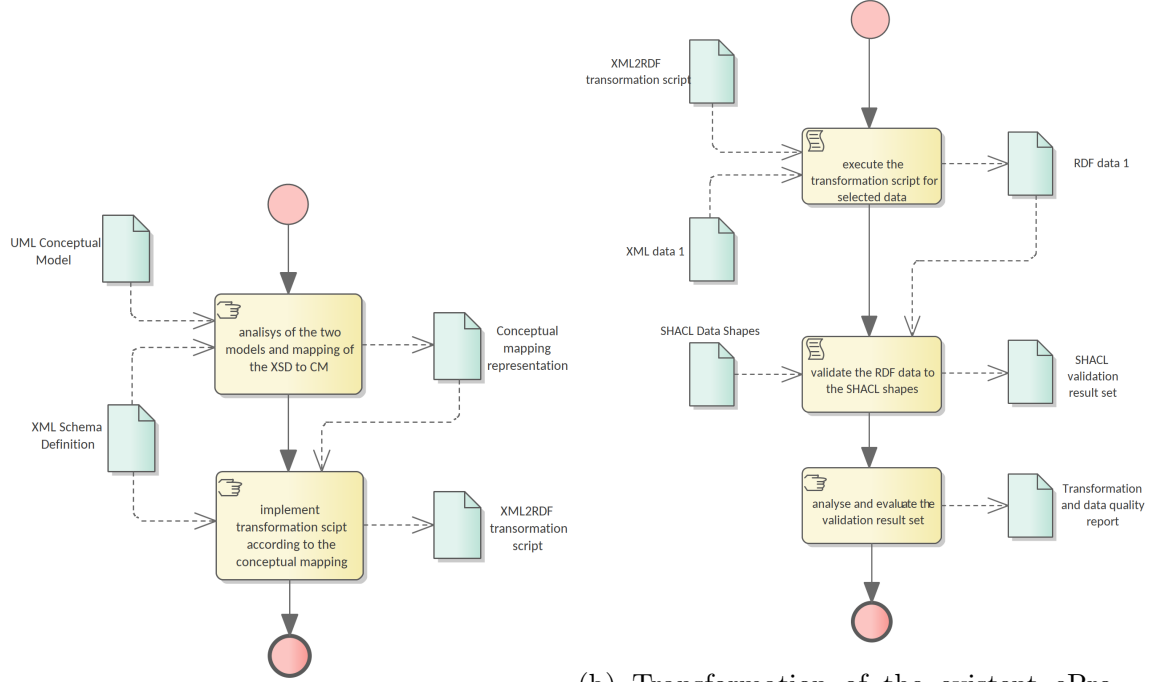 UML Conceptual
Model
analisys of the two
models and mapping of
the XSD to CM
Conceptual
mapping
representation
XML Schema
Definition
implement
transformation scipt
according to the
conceptual mapping
XML2RDF
transormation
script
XML2RDF
transormation script
execute the
transformation script for
selected data
RDF data 1
XML data 1
SHACL Data Shapes
validate the RDF data to
the SHACL shapes
SHACL
validation
result set
analyse and evaluate the
validation result set
Transformation
and data quality
report
(b) Transformation of the existent ePro-